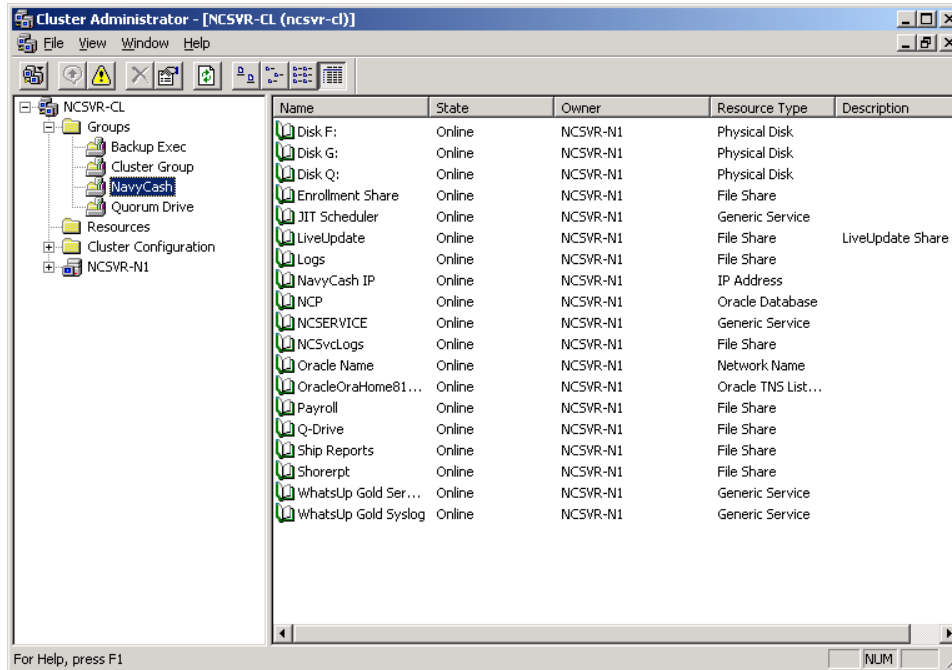 Cluster Administrator - [NCSVR-CL (ncsvr-cl)]
File View Window Help
NCSVR-CL
Groups
Backup Exec
Cluster Group
NavyCash
Quorum Drive
Resources
Cluster Configuration
NCSVR-N1
Name State Owner Resource Type Description
Disk F: Online NCSVR-N1 Physical Disk
Disk G: Online NCSVR-N1 Physical Disk
Disk Q: Online NCSVR-N1 Physical Disk
Enrollment Share Online NCSVR-N1 File Share
JIT Scheduler Online NCSVR-N1 Generic Service
LiveUpdate Online NCSVR-N1 File Share LiveUpdate Share
Logs Online NCSVR-N1 File Share
NavyCash IP Online NCSVR-N1 IP Address
NCP Online NCSVR-N1 Oracle Database
NCSERVICE Online NCSVR-N1 Generic Service
NCSvcLogs Online NCSVR-N1 File Share
Oracle Name Online NCSVR-N1 Network Name
OracleOraHome81... Online NCSVR-N1 Oracle TNS List...
Payroll Online NCSVR-N1 File Share
Q-Drive Online NCSVR-N1 File Share
Ship Reports Online NCSVR-N1 File Share
Shorerpt Online NCSVR-N1 File Share
WhatsUp Gold Ser... Online NCSVR-N1 Generic Service
WhatsUp Gold Syslog Online NCSVR-N1 Generic Service
For Help, press F1
NUM